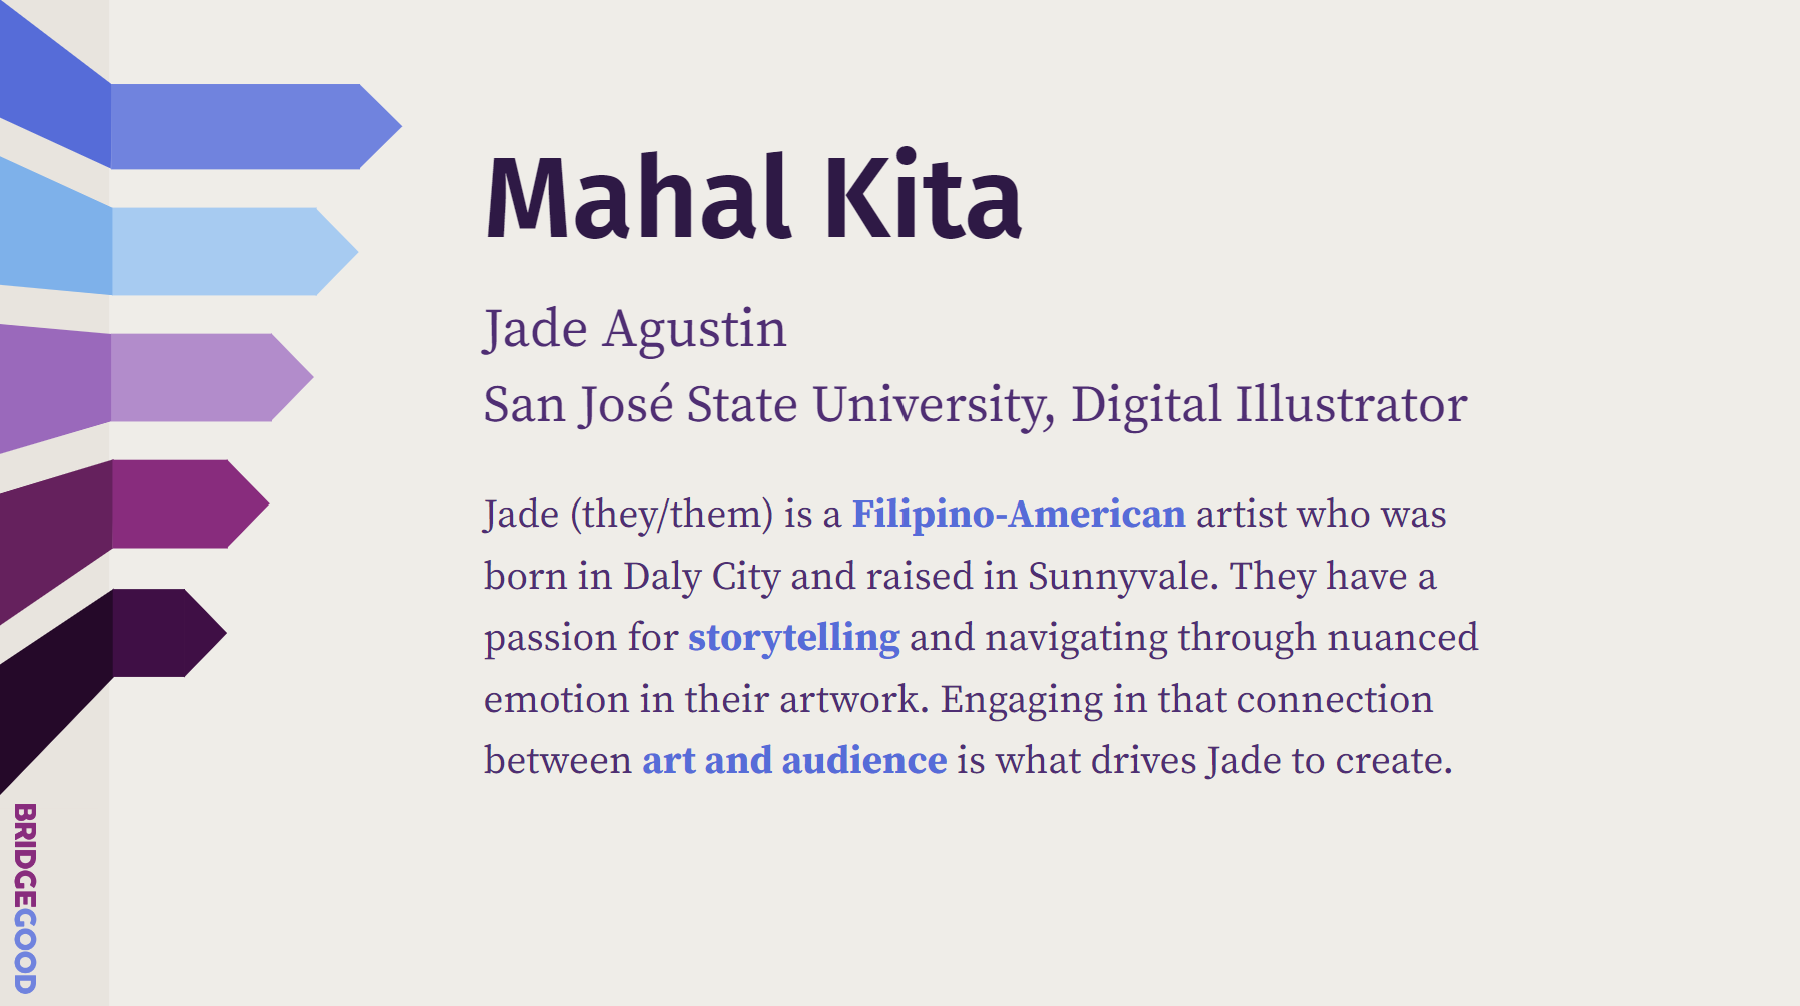 Mahal Kita
Jade Agustin
San José State University, Digital Illustrator
Jade (they/them) is a Filipino-American artist who was
born in Daly City and raised in Sunnyvale. They have a
passion for storytelling and navigating through nuanced
emotion in their artwork. Engaging in that connection
between art and audience is what drives Jade to create.
BRIDGEGOOD